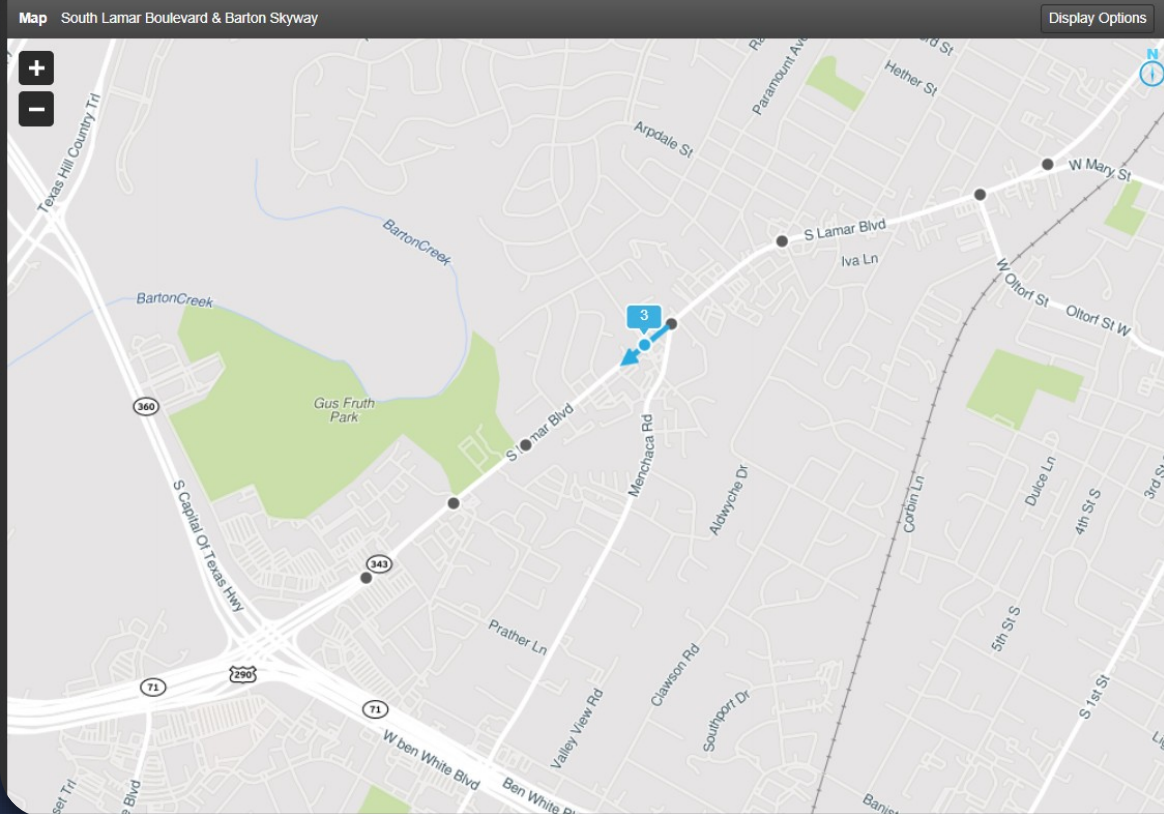 Map South Lamar Boulevard & Barton Skyway
Display Options
+
−
N
Hether St
Paramount Ave
Texas Hill Country Trl
Arpdale St
W Mary St
S Lamar Blvd
BartonCreek
Iva Ln
W Oltorf St
BartonCreek
Oltorf St W
3
360
Gus Fruth
Park
S Lamar Blvd
Menchaca Rd
Aldwyche Dr
Corbin Ln
Dulce Ln
4th St S
3rd St
S Capital Of Texas Hwy
343
Prather Ln
5th St S
Clawson Rd
290
71
71
Southport Dr
Valley View Rd
S 1st St
W ben White Blvd
Ben White